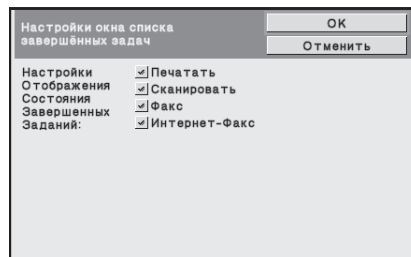 Настройки окна списка
завершённых задач
OK
Отменить
Настройки
Отображения
Состояния
Завершенных
Заданий:
Печатать
Сканировать
Факс
Интернет-Факс